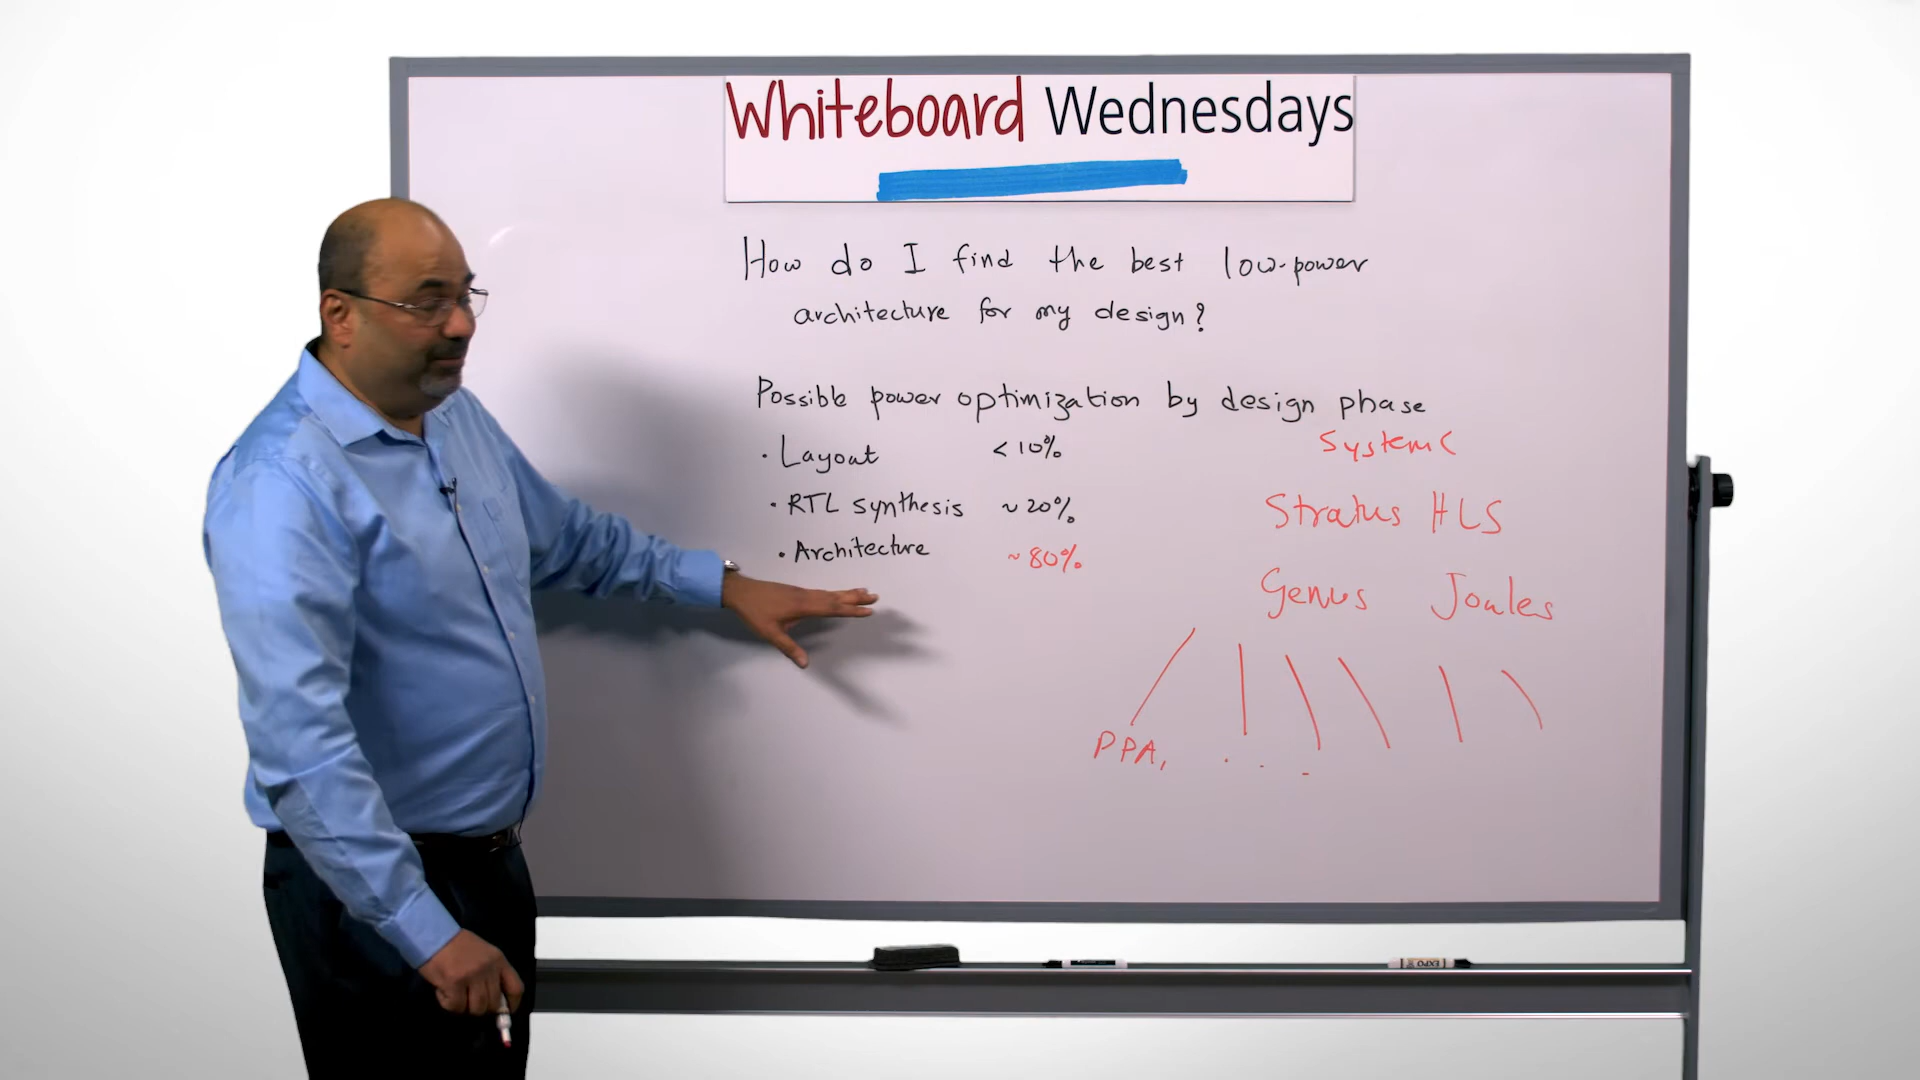 Whiteboard Wednesdays
How do I find the best low-power
architecture for my design?
Possible power optimization by design phase
• Layout <10%
• RTL synthesis ~20%
• Architecture ~80%
SystemC
Stratus HLS
Genus Joules
PPA, . . .
EXPO